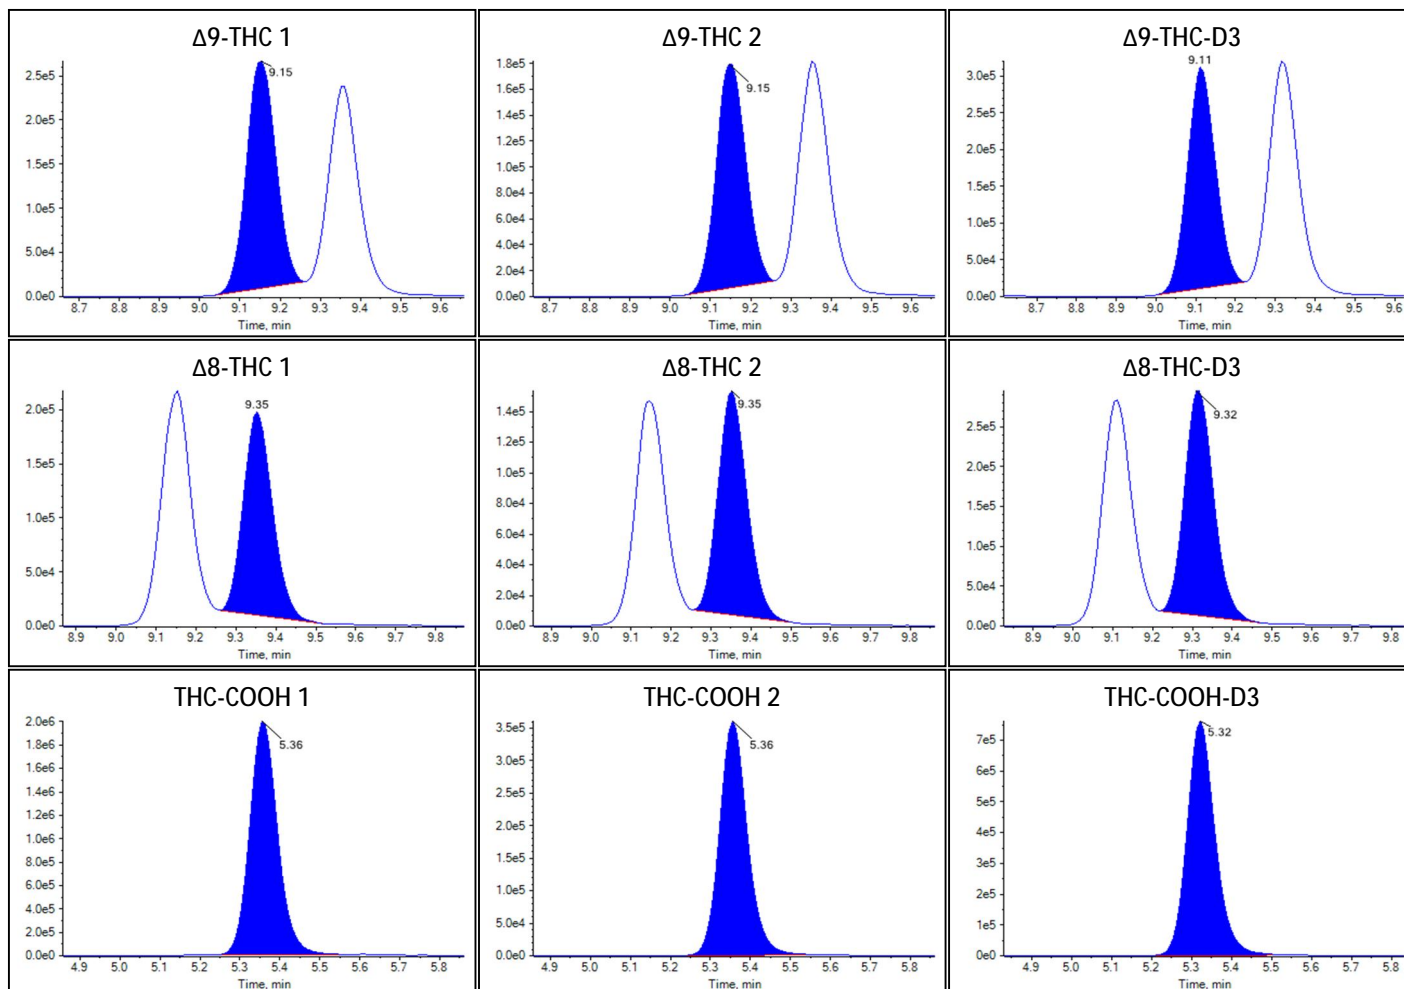 Δ9-THC 1
2.5e5
2.0e5
1.5e5
1.0e5
5.0e4
0.0e0
9.15
8.7 8.8 8.9 9.0 9.1 9.2 9.3 9.4 9.5 9.6
Time, min
Δ9-THC 2
1.8e5
1.6e5
1.4e5
1.2e5
1.0e5
8.0e4
6.0e4
4.0e4
2.0e4
0.0e0
9.15
8.7 8.8 8.9 9.0 9.1 9.2 9.3 9.4 9.5 9.6
Time, min
Δ9-THC-D3
9.11
3.0e5
2.5e5
2.0e5
1.5e5
1.0e5
5.0e4
0.0e0
8.7 8.8 8.9 9.0 9.1 9.2 9.3 9.4 9.5 9.6
Time, min
Δ8-THC 1
9.35
2.0e5
1.5e5
1.0e5
5.0e4
0.0e0
8.9 9.0 9.1 9.2 9.3 9.4 9.5 9.6 9.7 9.8
Time, min
Δ8-THC 2
9.35
1.4e5
1.2e5
1.0e5
8.0e4
6.0e4
4.0e4
2.0e4
0.0e0
8.9 9.0 9.1 9.2 9.3 9.4 9.5 9.6 9.7 9.8
Time, min
Δ8-THC-D3
9.32
2.5e5
2.0e5
1.5e5
1.0e5
5.0e4
0.0e0
8.9 9.0 9.1 9.2 9.3 9.4 9.5 9.6 9.7 9.8
Time, min
THC-COOH 1
2.0e6
1.8e6
1.6e6
1.4e6
1.2e6
1.0e6
8.0e5
6.0e5
4.0e5
2.0e5
0.0e0
5.36
4.9 5.0 5.1 5.2 5.3 5.4 5.5 5.6 5.7 5.8
Time, min
THC-COOH 2
3.5e5
3.0e5
2.5e5
2.0e5
1.5e5
1.0e5
5.0e4
0.0e0
5.36
4.9 5.0 5.1 5.2 5.3 5.4 5.5 5.6 5.7 5.8
Time, min
THC-COOH-D3
5.32
7e5
6e5
5e5
4e5
3e5
2e5
1e5
0e0
4.9 5.0 5.1 5.2 5.3 5.4 5.5 5.6 5.7 5.8
Time, min